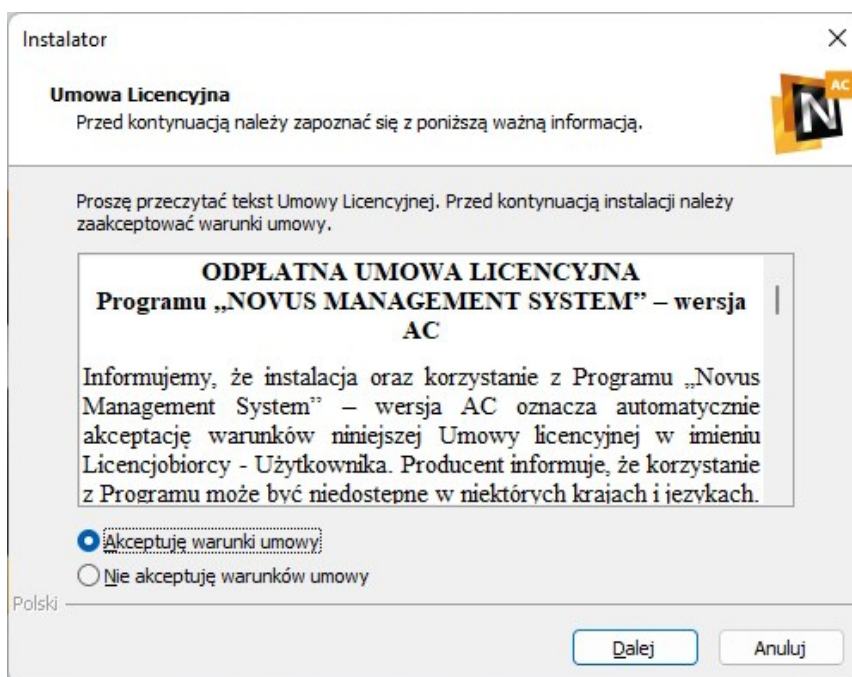 Instalator
AC
N
Umowa Licencyjna
Przed kontynuacją należy zapoznać się z poniższą ważną informacją.
Proszę przeczytać tekst Umowy Licencyjnej. Przed kontynuacją instalacji należy
zaakceptować warunki umowy.
ODPŁATNA UMOWA LICENCYJNA
Programu „NOVUS MANAGEMENT SYSTEM” – wersja
AC
Informujemy, że instalacja oraz korzystanie z Programu „Novus
Management System” – wersja AC oznacza automatycznie
akceptację warunków niniejszej Umowy licencyjnej w imieniu
Licencjobiorcy - Użytkownika. Producent informuje, że korzystanie
z Programu może być niedostępne w niektórych krajach i językach.
Akceptuję warunki umowy
Nie akceptuję warunków umowy
Polski
Dalej
Anuluj